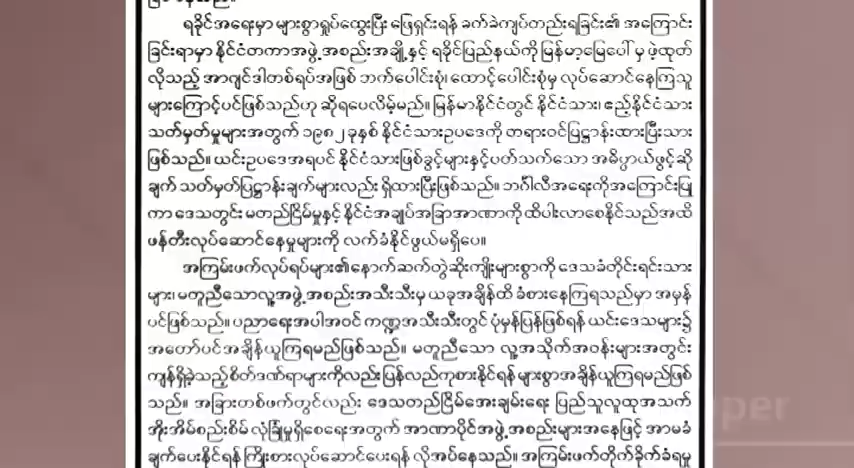 ရခိုင်အရေးမှာ များစွာရှုပ်ထွေးပြီး ဖြေရှင်းရန် ခက်ခဲကျပ်တည်းရခြင်း၏ အကြောင်း
ခြင်းရာမှာ နိုင်ငံတကာအဖွဲ့အစည်းအချို့နှင့် ရခိုင်ပြည်နယ်ကို မြန်မာ့မြေပေါ်မှ ဖဲ့ထုတ်
လိုသည့် အာဂျင်ဒါတစ်ရပ်အဖြစ် ဘက်ပေါင်းစုံ၊ ထောင့်ပေါင်းစုံမှ လုပ်ဆောင်နေကြသူ
များကြောင့်ပင်ဖြစ်သည်ဟု ဆိုရပေလိမ့်မည်။ မြန်မာနိုင်ငံတွင် နိုင်ငံသား၊ ဧည့်နိုင်ငံသား
သတ်မှတ်မှုများအတွက် ၁၉၈၂ ခုနှစ် နိုင်ငံသားဥပဒေကို တရားဝင်ပြဋ္ဌာန်းထားပြီးသား
ဖြစ်သည်။ ယင်းဥပဒေအရပင် နိုင်ငံသားဖြစ်ခွင့်များနှင့်ပတ်သက်သော အဓိပ္ပာယ်ဖွင့်ဆို
ချက် သတ်မှတ်ပြဋ္ဌာန်းချက်များလည်း ရှိထားပြီးဖြစ်သည်။ ဘင်္ဂါလီအရေးကိုအကြောင်းပြု
ကာ ဒေသတွင်း မတည်ငြိမ်မှုနှင့် နိုင်ငံအချုပ်အခြာအာဏာကို ထိပါးလာစေနိုင်သည်အထိ
ဖန်တီးလုပ်ဆောင်နေမှုများကို လက်ခံနိုင်ဖွယ်မရှိပေ။
အကြမ်းဖက်လုပ်ရပ်များ၏နောက်ဆက်တွဲဆိုးကျိုးများစွာကို ဒေသခံတိုင်းရင်းသား
များ၊ မတူညီသောလူ့အဖွဲ့အစည်းအသီးသီးမှ ယခုအချိန်ထိ ခံစားနေကြရသည်မှာ အမှန်
ပင်ဖြစ်သည်။ ပညာရေးအပါအဝင် ကဏ္ဍအသီးသီးတွင် ပုံမှန်ပြန်ဖြစ်ရန် ယင်းဒေသများ၌
အတော်ပင်အချိန်ယူကြရမည်ဖြစ်သည်။ မတူညီသော လူ့အသိုက်အဝန်းများအတွင်း
ကျန်ရှိခဲ့သည့်စိတ်ဒဏ်ရာများကိုလည်းပြန်လည်ကုစားနိုင်ရန် များစွာအချိန်ယူကြရမည်ဖြစ်
သည်။ အခြားတစ်ဖက်တွင်လည်း ဒေသတည်ငြိမ်အေးချမ်းရေး ပြည်သူလူထုအသက်
အိုးအိမ်စည်းစိမ် လုံခြုံမှုရှိစေရေးအတွက် အာဏာပိုင်အဖွဲ့အစည်းများအနေဖြင့် အာမခံ
ချက်ပေးနိုင်ရန် ကြိုးစားလုပ်ဆောင်ပေးရန် လိုအပ်နေသည်။ အကြမ်းဖက်တိုက်ခိုက်ခံရမှု